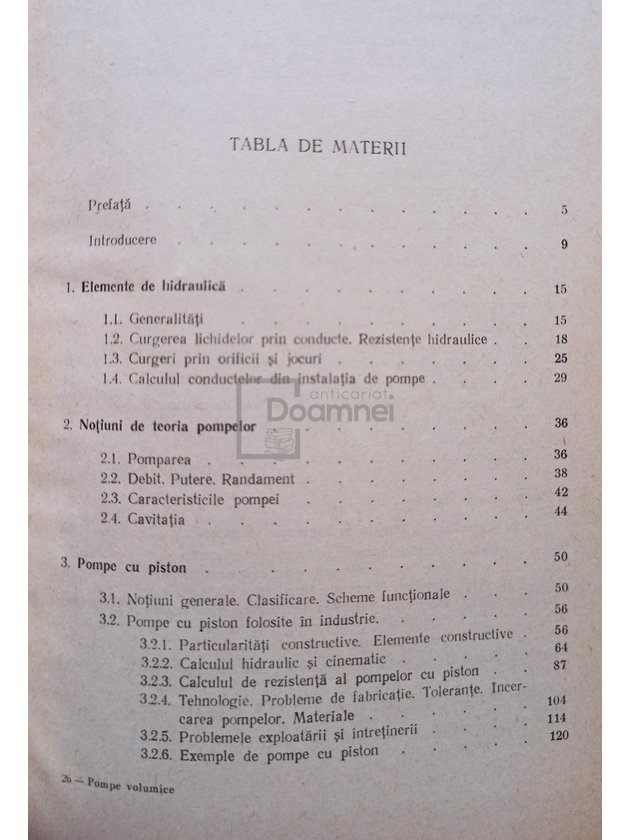 TABLA DE MATERII
Prefață . . . . . . . . . . . . 5
Introducere . . . . . . . . . . . 9
1. Elemente de hidraulică . . . . . . . . 15
1.1. Generalități . . . . . . . . . . 15
1.2. Curgerea lichidelor prin conducte. Rezistențe hidraulice . . 18
1.3. Curgeri prin orificii și jocuri . . . . . . 25
1.4. Calculul conductelor din instalația de pompe . . . . 29
anticariat
Doamnei
2. Noțiuni de teoria pompelor . . . . . . . 36
2.1. Pomparea . . . . . . . . . . 36
2.2. Debit. Putere. Randament . . . . . . . 38
2.3. Caracteristicile pompei . . . . . . . 42
2.4. Cavitația . . . . . . . . . . 44
3. Pompe cu piston . . . . . . . . . 50
3.1. Noțiuni generale. Clasificare. Scheme funcționale . . . 50
3.2. Pompe cu piston folosite în industrie. . . . . 56
3.2.1. Particularități constructive. Elemente constructive . 56
3.2.2. Calculul hidraulic și cinematic . . . . . 64
3.2.3. Calculul de rezistență al pompelor cu piston . . 87
3.2.4. Tehnologie. Probleme de fabricație. Toleranțe. Incer-
carea pompelor. Materiale . . . . . . 104
3.2.5. Problemele exploatării și întreținerii . . . . 114
3.2.6. Exemple de pompe cu piston . . . . . 120
26 — Pompe volumice